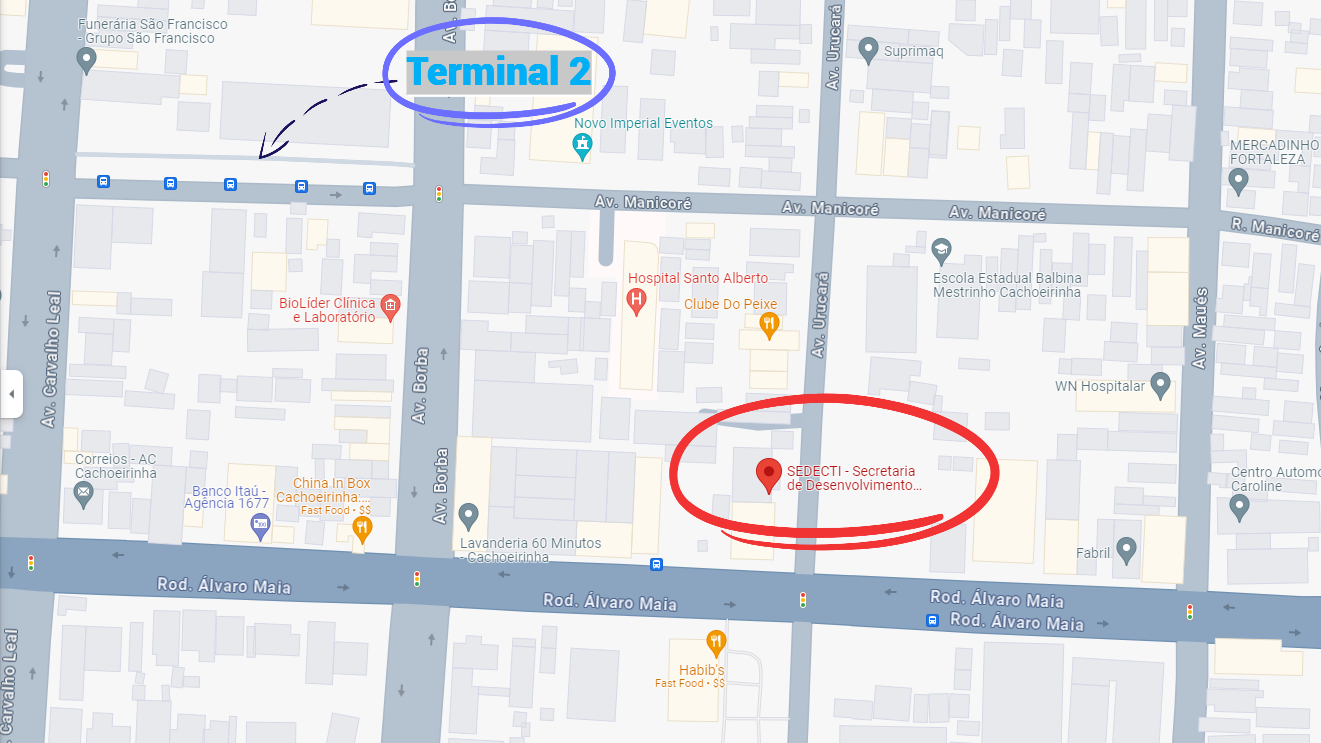 Funerária São Francisco
- Grupo São Francisco
Terminal 2
Av. Urucará
Suprimaq
Novo Imperial Eventos
MERCADINHO
FORTALEZA
Av. Manicoré
Av. Manicoré
Av. Manicoré
R. Manicoré
Escola Estadual Balbina
Mestrinho Cachoeirinha
Hospital Santo Alberto
BioLíder Clínica
e Laboratório
Clube Do Peixe
Av. Carvalho Leal
Av. Borba
Av. Urucará
Av. Maués
WN Hospitalar
Correios - AC
Cachoeirinha
Banco Itaú -
Agência 1677
China In Box
Cachoeirinha:...
Fast Food • $$
Av. Borba
SEDECTI - Secretaria
de Desenvolvimento...
Centro Automo
Caroline
Lavanderia 60 Minutos
- Cachoeirinha
Fabril
Rod. Álvaro Maia
Rod. Álvaro Maia
Rod. Álvaro Maia
Rod. Álvaro Maia
Carvalho Leal
Habib's
Fast Food • $$